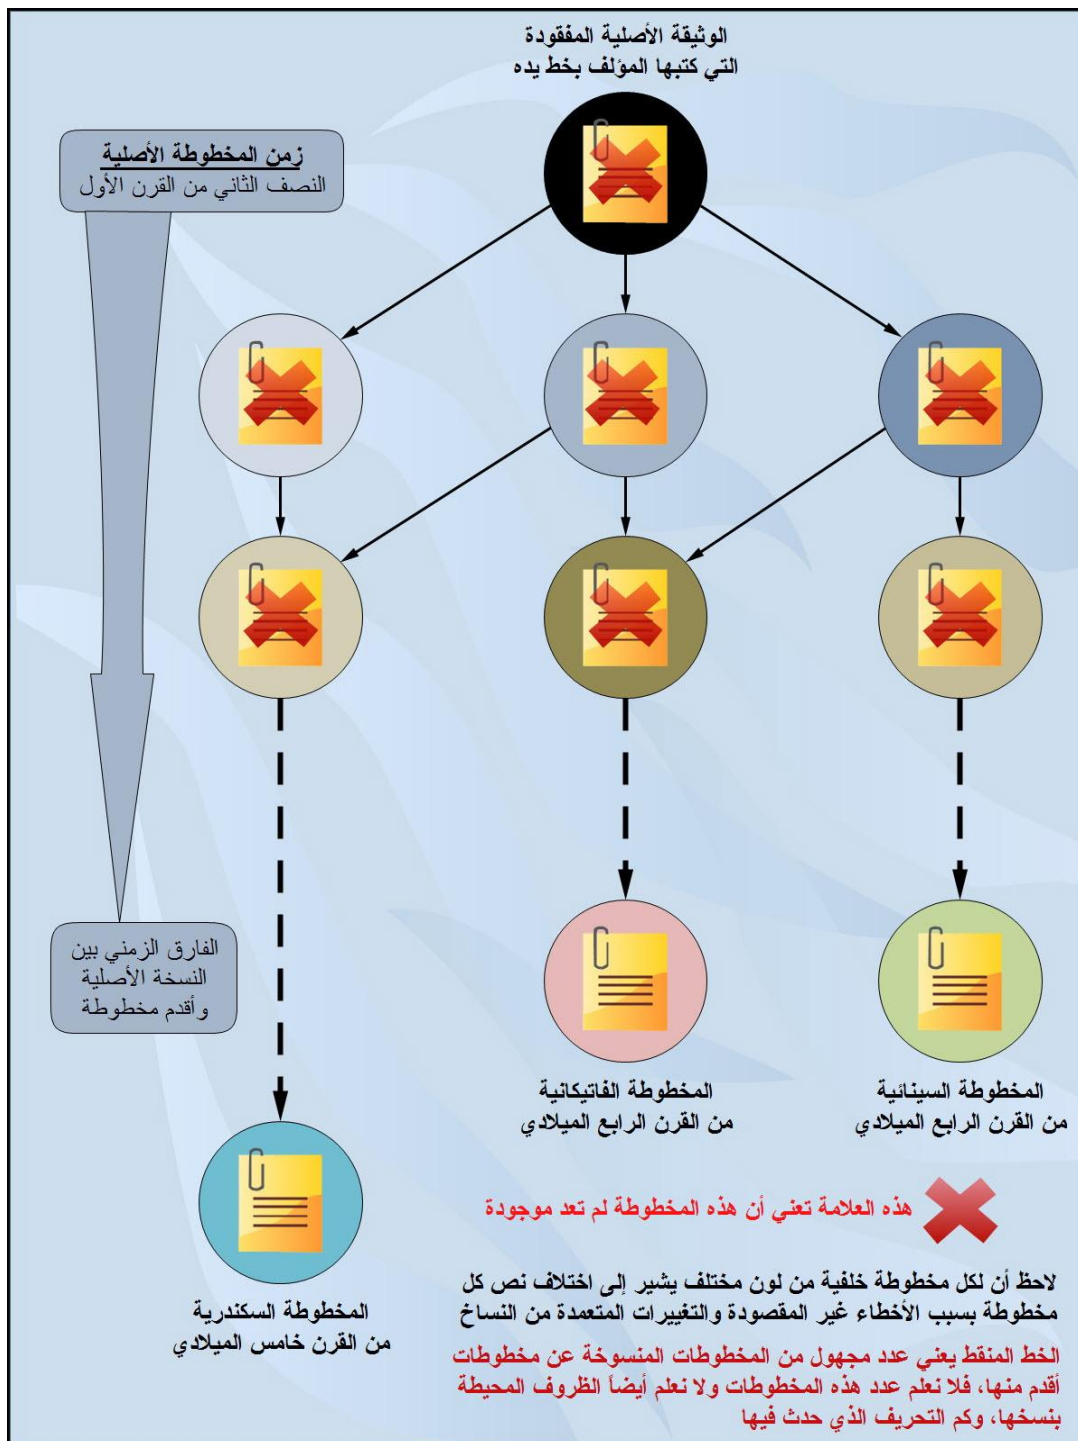 الوثيقة الأصلية المفقودة
التي كتبها المؤلف بخط يده
زمن المخطوطة الأصلية
النصف الثاني من القرن الأول
الفارق الزمني بين
النسخة الأصلية
وأقدم مخطوطة
المخطوطة السينائية
من القرن الرابع الميلادي
المخطوطة الفاتيكانية
من القرن الرابع الميلادي
المخطوطة السكندرية
من القرن خامس الميلادي
هذه العلامة تعني أن هذه المخطوطة لم تعد موجودة
لاحظ أن لكل مخطوطة خلفية من لون مختلف يشير إلى اختلاف نص كل
مخطوطة بسبب الأخطاء غير المقصودة والتغييرات المتعمدة من النساخ
الخط المنقط يعني عدد مجهول من المخطوطات المنسوخة عن مخطوطات
أقدم منها، فلا نعلم عدد هذه المخطوطات ولا نعلم أيضاً الظروف المحيطة
بنسخها، وكم التحريف الذي حدث فيها